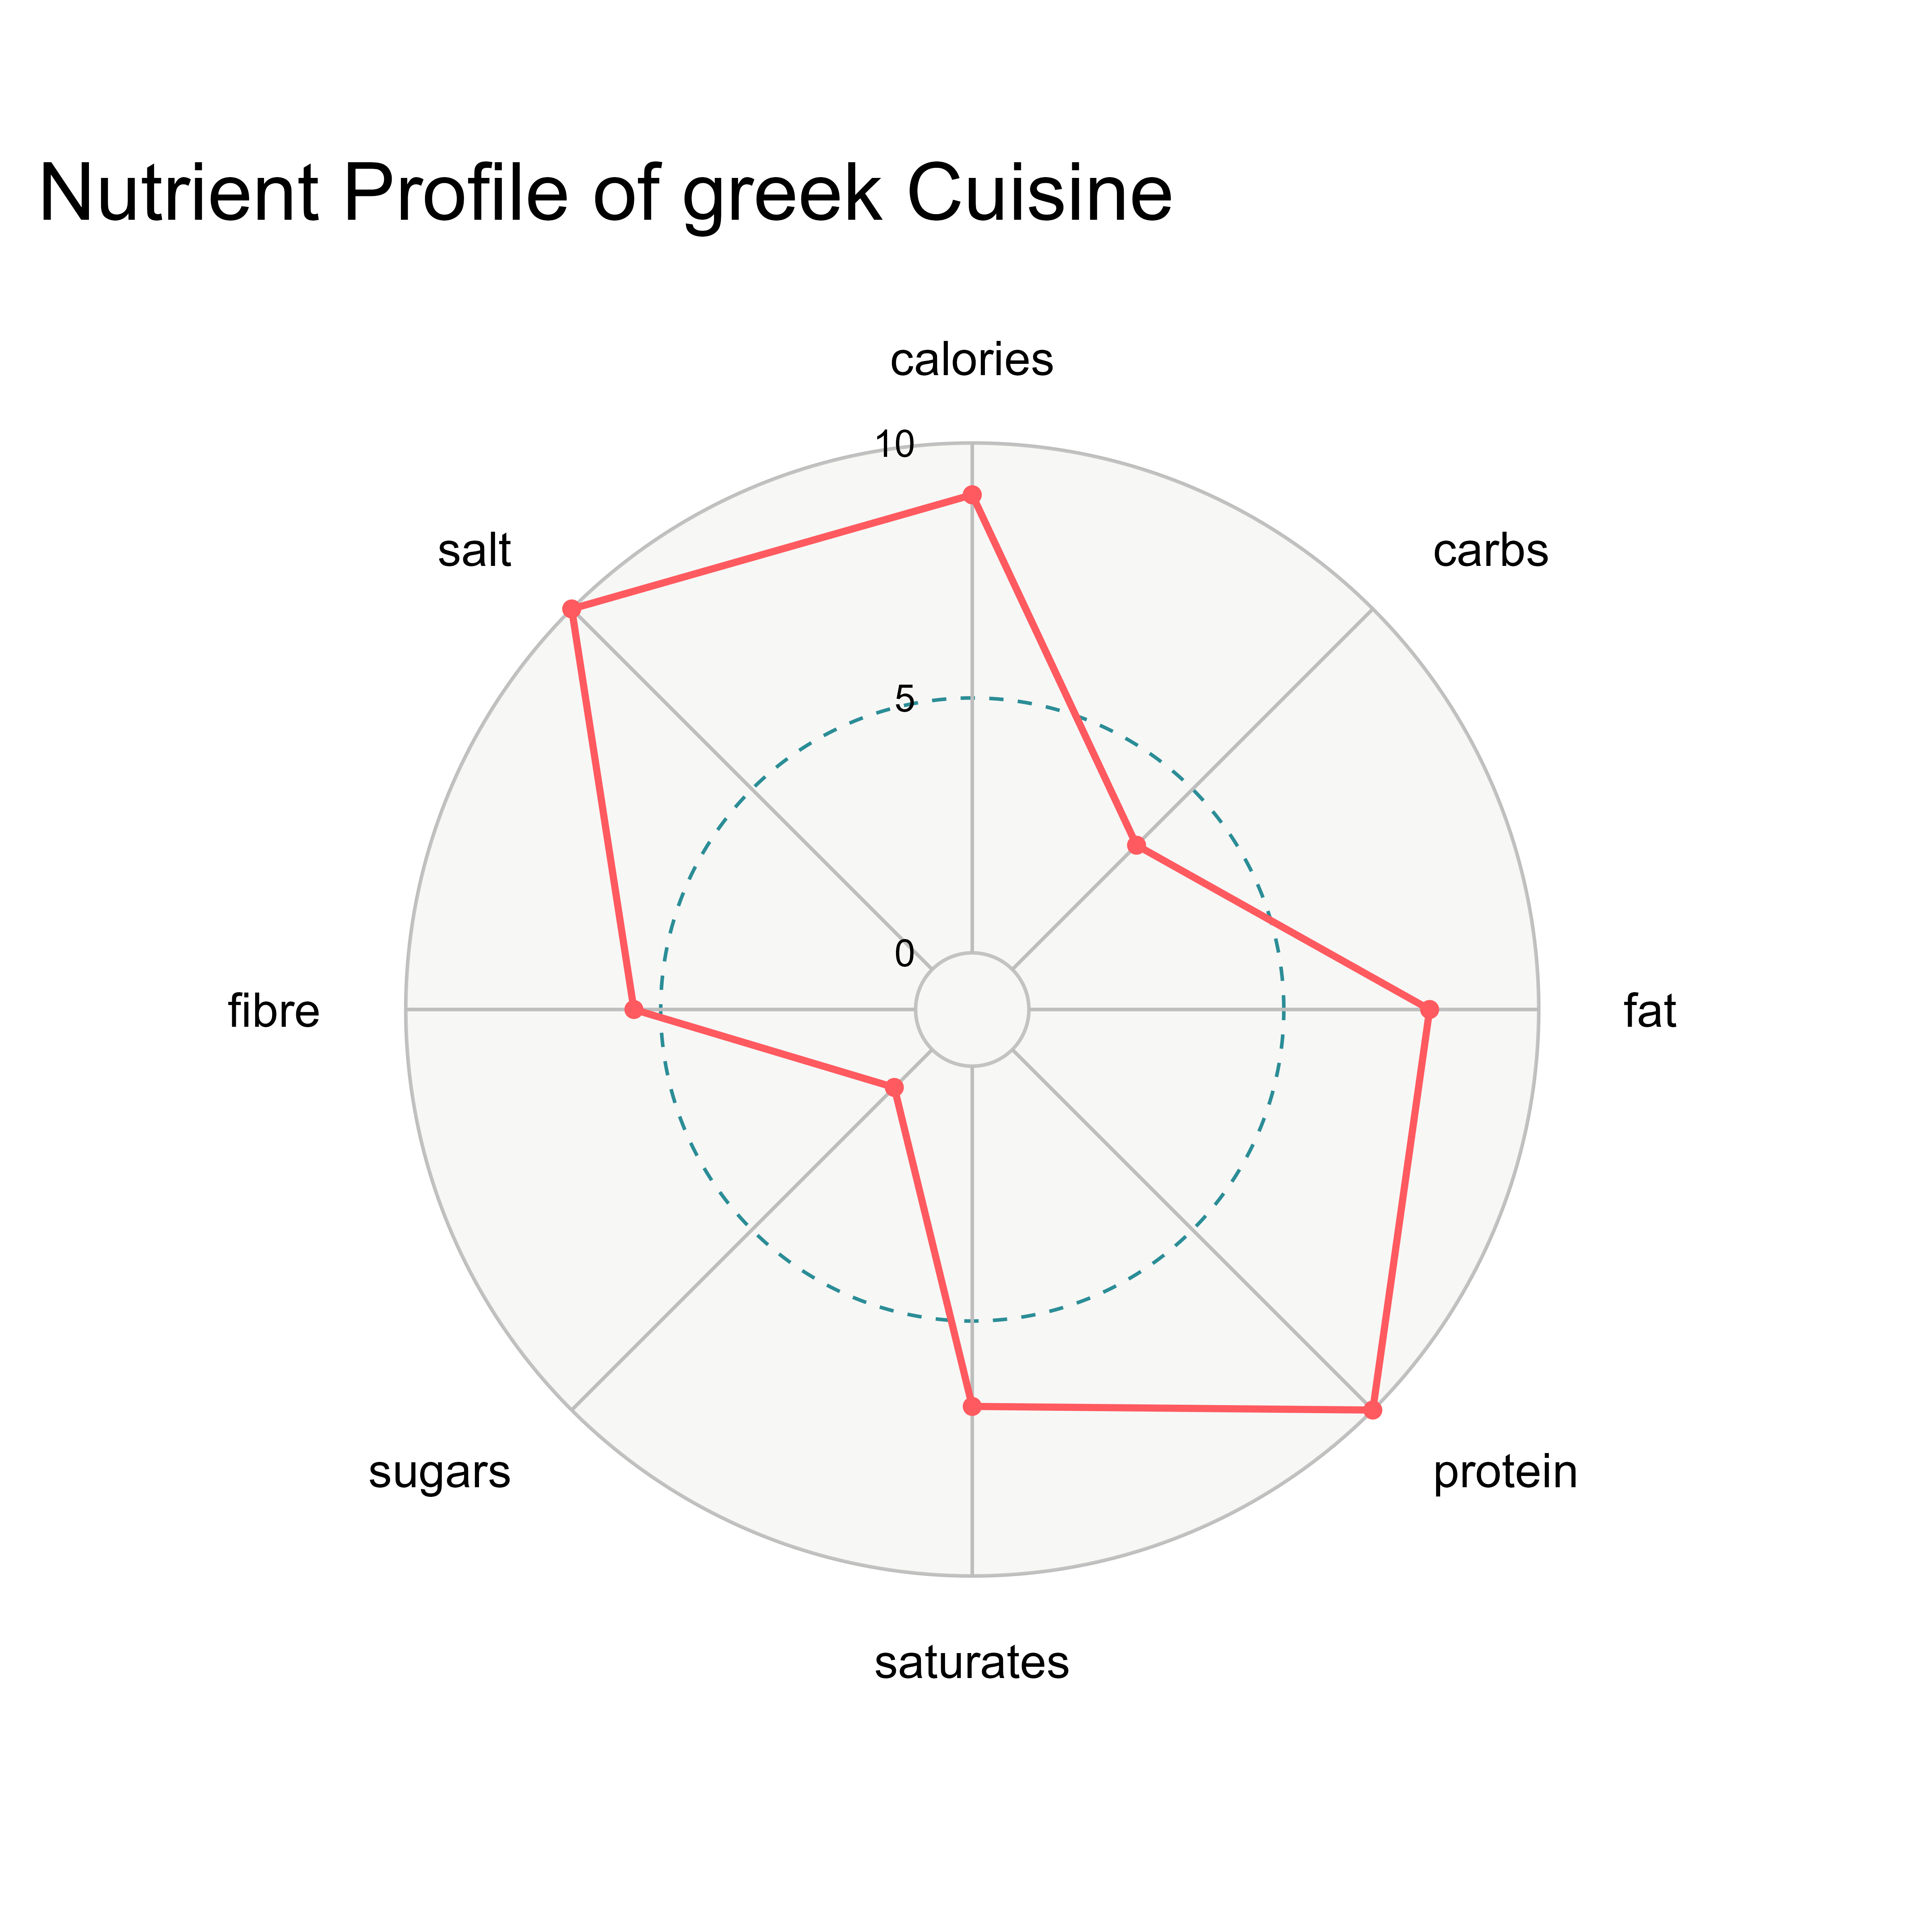 Nutrient Profile of greek Cuisine
calories
10
salt
carbs
5
0
fibre
fat
sugars
protein
saturates